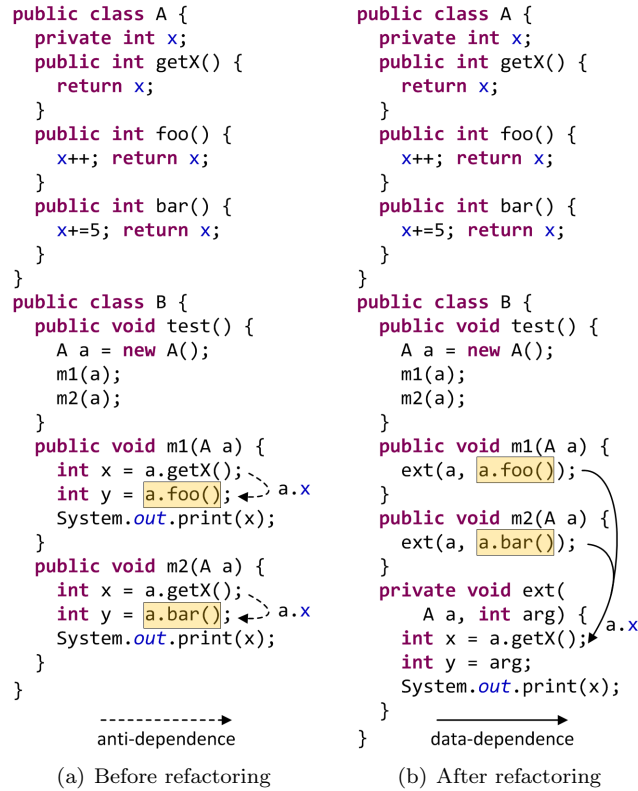 public class A {
private int x;
public int getX() {
return x;
}
public int foo() {
x++; return x;
}
public int bar() {
x+=5; return x;
}
}
public class B {
public void test() {
A a = new A();
m1(a);
m2(a);
}
public void m1(A a) {
int x = a.getX();
int y = a.foo(); a.x
System.out.print(x);
}
public void m2(A a) {
int x = a.getX();
int y = a.bar(); a.x
System.out.print(x);
}
}
anti-dependence
(a) Before refactoring
public class A {
private int x;
public int getX() {
return x;
}
public int foo() {
x++; return x;
}
public int bar() {
x+=5; return x;
}
}
public class B {
public void test() {
A a = new A();
m1(a);
m2(a);
}
public void m1(A a) {
ext(a, a.foo());
}
public void m2(A a) {
ext(a, a.bar());
}
private void ext(
A a, int arg) {
a.x
int x = a.getX();
int y = arg;
System.out.print(x);
}
}
data-dependence
(b) After refactoring